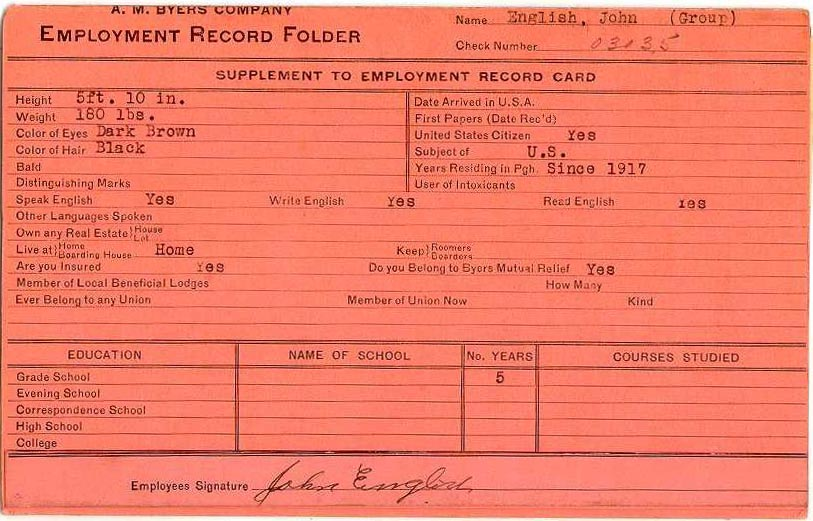 A. M. BYERS COMPANY
EMPLOYMENT RECORD FOLDER
Name English, John (Group)
Check Number 03035
SUPPLEMENT TO EMPLOYMENT RECORD CARD
Height 5ft. 10 in.
Weight 180 lbs.
Color of Eyes Dark Brown
Color of Hair Black
Bald
Distinguishing Marks
Date Arrived in U.S.A.
First Papers (Date Rec'd)
United States Citizen Yes
Subject of U.S.
Years Residing in Pgh. Since 1917
User of Intoxicants
Speak English Yes Write English Yes Read English Yes
Other Languages Spoken
Own any Real Estate } House Lot
Live at } Home Boarding House Home Keep } Roomers Boarders
Are you Insured Yes Do you Belong to Byers Mutual Relief Yes
Member of Local Beneficial Lodges How Many
Ever Belong to any Union Member of Union Now Kind
EDUCATION NAME OF SCHOOL No. YEARS COURSES STUDIED
Grade School 5
Evening School
Correspondence School
High School
College
Employees Signature John English